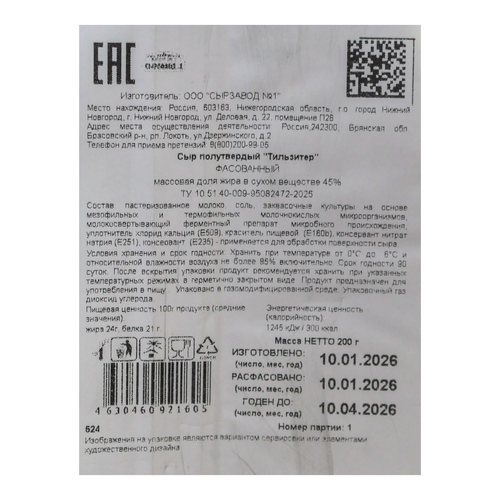 ЕАС
Изготовитель: ООО "СЫРЗАВОД №1"
Место нахождения: Россия, 603163, Нижегородская область, г.о. город Нижний
Новгород, г. Нижний Новгород, ул. Деловая, д. 22, помещение П26
Адрес места осуществления деятельности: Россия,242300, Брянская обл.
Брасовский р-он, рп. Локоть, ул.Дзержинского, д.2
Телефон для приема претензий: 8(800)200-99-05
Сыр полутвердый "Тильзитер"
ФАСОВАННЫЙ
массовая доля жира в сухом веществе 45%
ТУ 10.51.40-009-95082472-2025
Состав: пастеризованное молоко, соль, заквасочные культуры на основе
мезофильных и термофильных молочнокислых микроорганизмов,
молокосвертывающий ферментный препарат микробного происхождения,
уплотнитель хлорид кальция (Е509), краситель пищевой (Е160b), консервант нитрат
натрия (Е251), консервант (Е235) - применяется для обработки поверхности сыра.
Условия хранения и срок годности: Хранить при температуре от 0°С до 6°С и
относительной влажности воздуха не более 85% включительно. Срок годности 90
суток. После вскрытия упаковки продукт рекомендуется хранить при указанных
температурных режимах в герметично закрытом виде. Продукт предназначен для
употребления в пищу. Упаковано в газомодифицированной среде. Упаковочный газ
диоксид углерода.
Пищевая ценность 100г продукта (средние
значения):
жира 24г, белка 21 г.
Энергетическая ценность
(калорийность):
1245 кДж / 300 ккал
Масса НЕТТО 200 г
ИЗГОТОВЛЕНО: 10.01.2026
(число, мес, год)
РАСФАСОВАНО: 10.01.2026
(число, мес, год)
ГОДЕН ДО: 10.04.2026
(число, мес, год)
4630460921605
624
Номер партии: 1
Изображения на упаковке являются вариантом сервировки или элементами
художественного дизайна